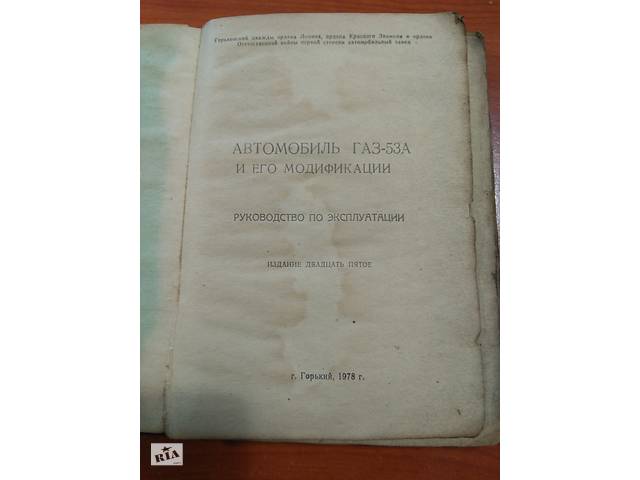 Горьковский дважды ордена Ленина, ордена Красного Знамени и ордена
Отечественной войны первой степени автомобильный завод
АВТОМОБИЛЬ ГАЗ-53А
И ЕГО МОДИФИКАЦИИ
РУКОВОДСТВО ПО ЭКСПЛУАТАЦИИ
ИЗДАНИЕ ДВАДЦАТЬ ПЯТОЕ
г. Горький, 1978 г.
RIA